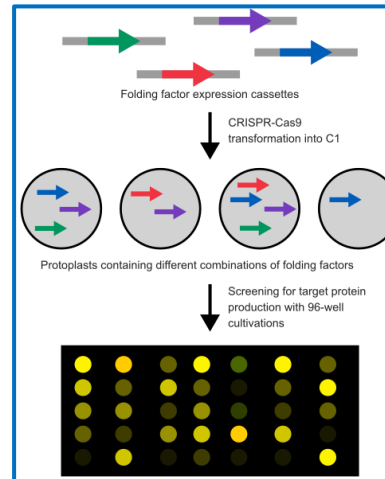 Folding factor expression cassettes
CRISPR-Cas9
transformation into C1
Protoplasts containing different combinations of folding factors
Screening for target protein
production with 96-well
cultivations